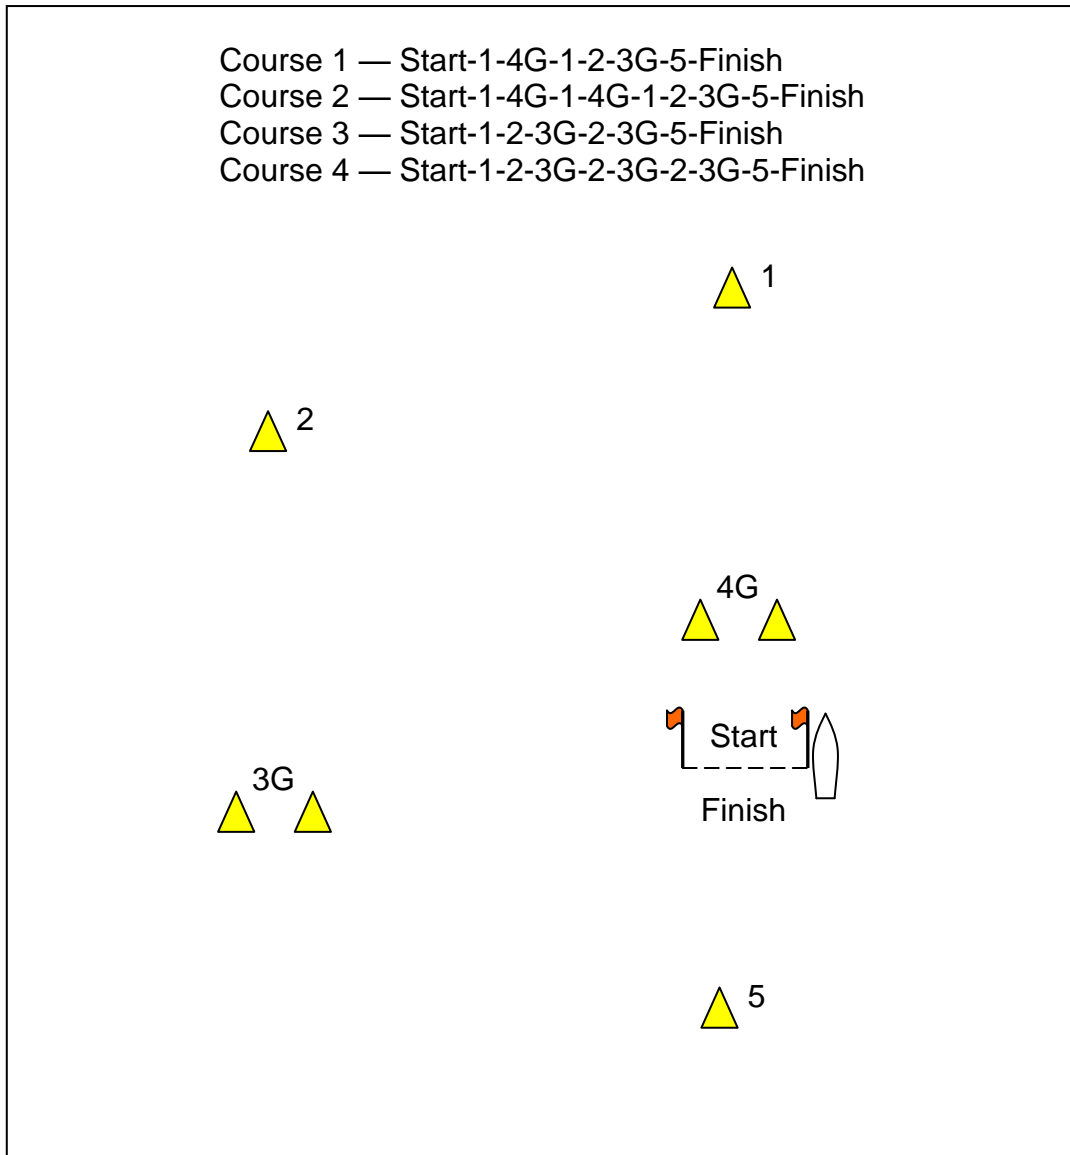 Course 1 — Start-1-4G-1-2-3G-5-Finish
Course 2 — Start-1-4G-1-4G-1-2-3G-5-Finish
Course 3 — Start-1-2-3G-2-3G-5-Finish
Course 4 — Start-1-2-3G-2-3G-2-3G-5-Finish
1
2
4G
Start
3G
Finish
5